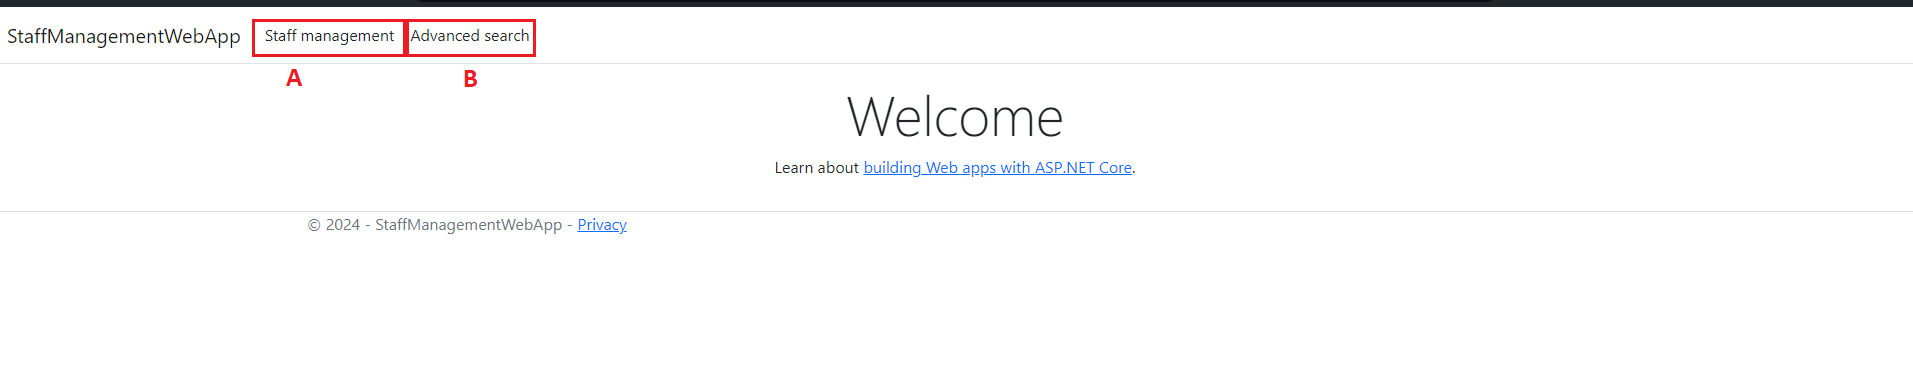 StaffManagementWebApp Staff management Advanced search
A B
Welcome
Learn about building Web apps with ASP.NET Core.
© 2024 - StaffManagementWebApp - Privacy